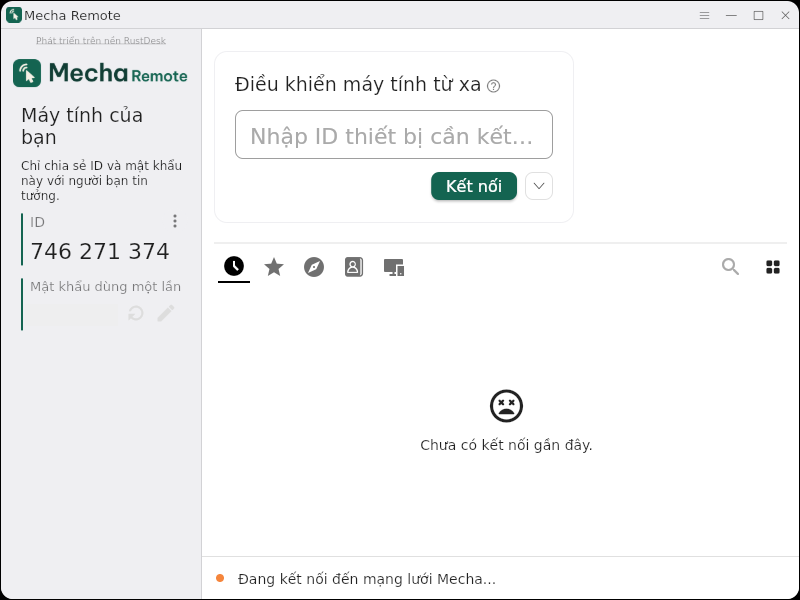 Mecha Remote
Phát triển trên nền RustDesk
Mecha Remote
Máy tính của
bạn
Chỉ chia sẻ ID và mật khẩu
này với người bạn tin
tưởng.
ID
746 271 374
Mật khẩu dùng một lần
Điều khiển máy tính từ xa
Nhập ID thiết bị cần kết...
Kết nối
Chưa có kết nối gần đây.
Đang kết nối đến mạng lưới Mecha...